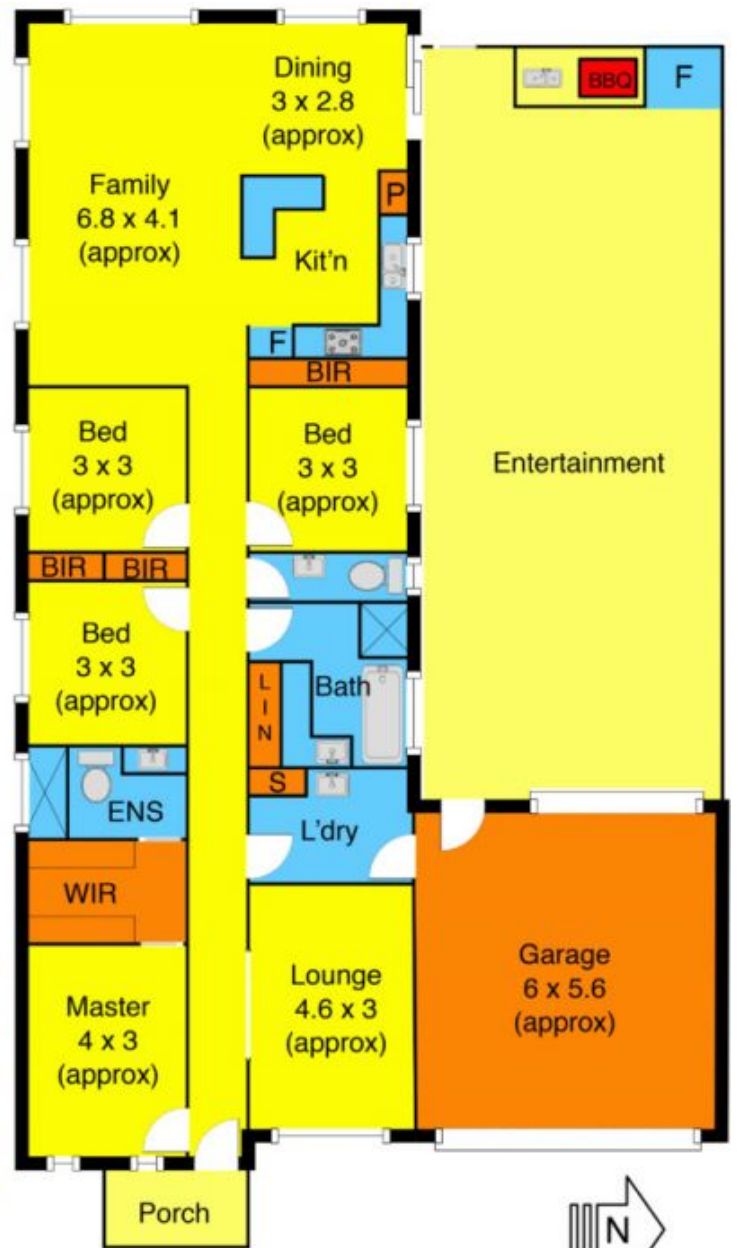 Dining
3 x 2.8
(approx)
BBQ
F
Family
6.8 x 4.1
(approx)
P
Kit'n
F
BIR
Bed
3 x 3
(approx)
Bed
3 x 3
(approx)
Entertainment
BIR
BIR
Bed
3 x 3
(approx)
Bath
L
I
N
S
ENS
L'dry
WIR
Master
4 x 3
(approx)
Lounge
4.6 x 3
(approx)
Garage
6 x 5.6
(approx)
Porch
N